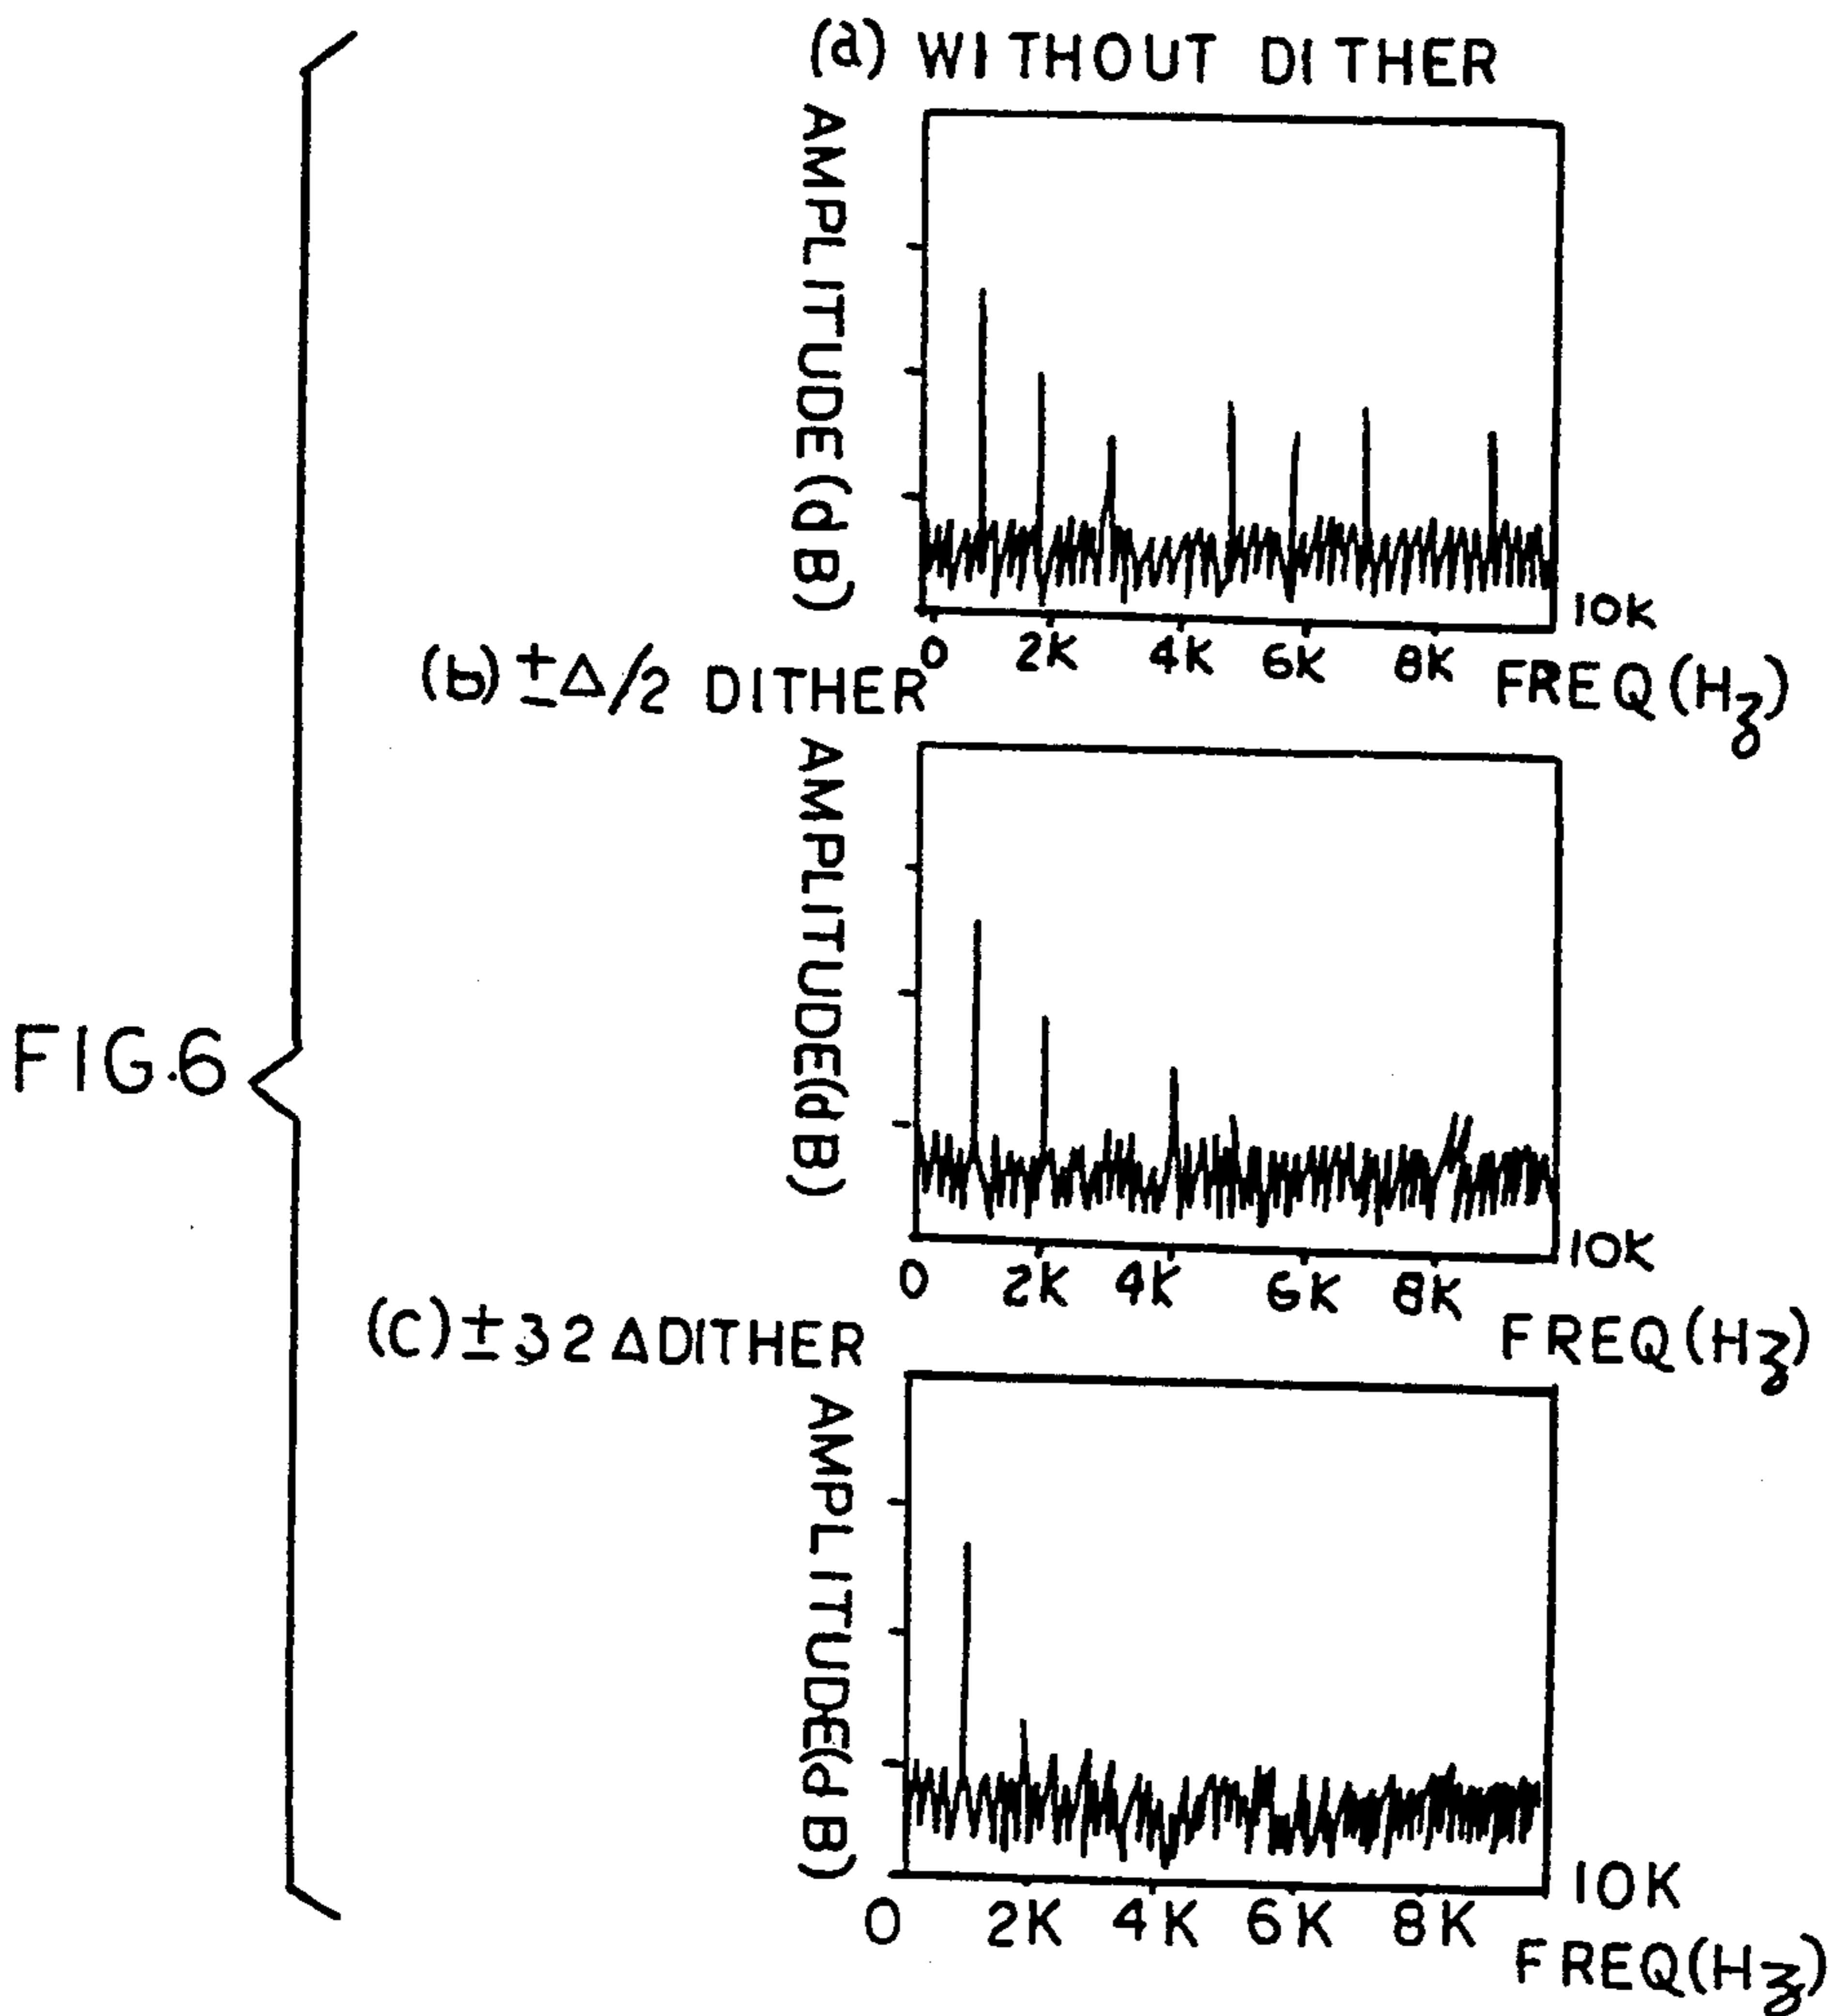 (a) WITHOUT DITHER
AMPLITUDE (dB)
0 2K 4K 6K 8K 10K
FREQ (Hz)
(b) ±Δ/2 DITHER
AMPLITUDE (dB)
0 2K 4K 6K 8K 10K
FREQ (Hz)
FIG.6
(C) ±32 Δ DITHER
AMPLITUDE (dB)
0 2K 4K 6K 8K 10K
FREQ (Hz)